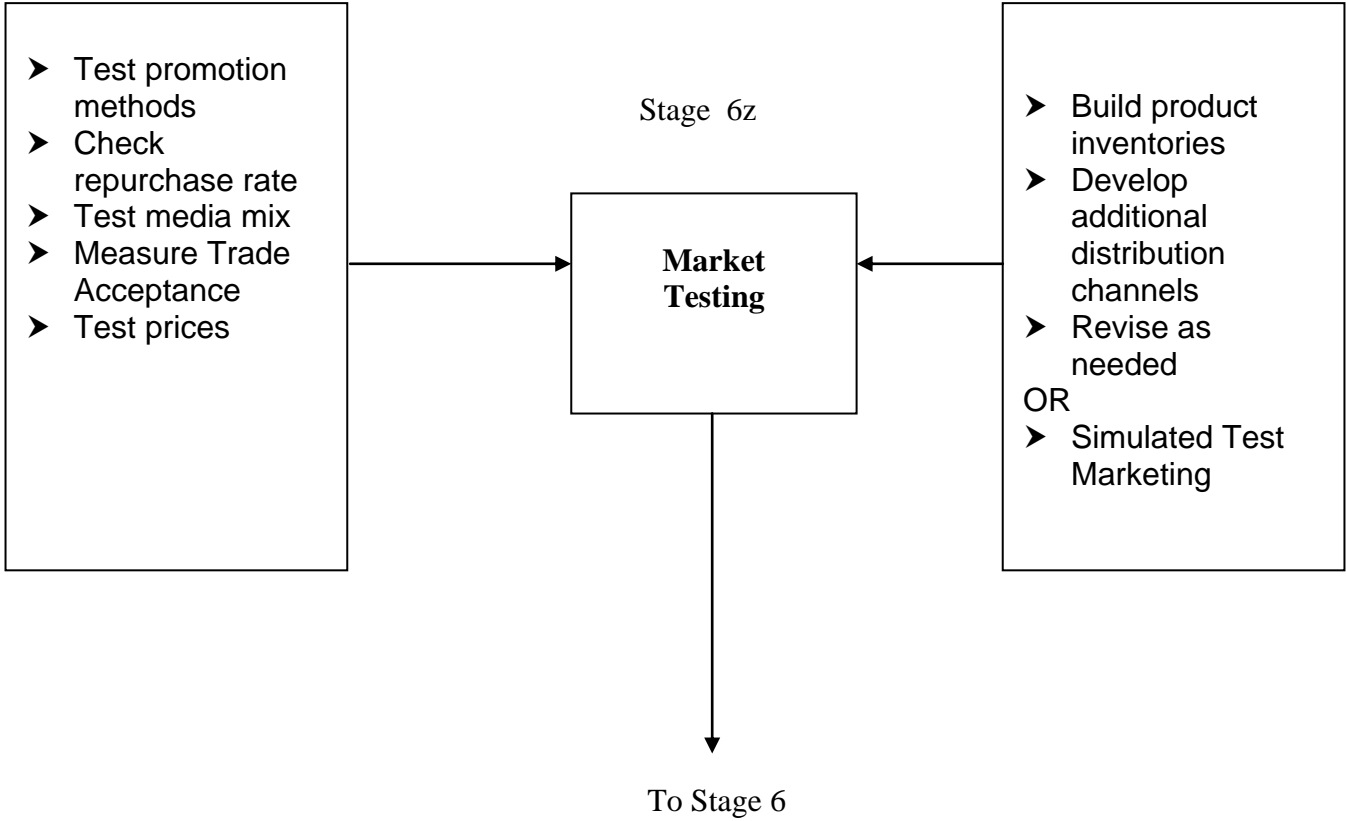 ➤ Test promotion
methods
➤ Check
repurchase rate
➤ Test media mix
➤ Measure Trade
Acceptance
➤ Test prices
Stage 6z
Market
Testing
➤ Build product
inventories
➤ Develop
additional
distribution
channels
➤ Revise as
needed
OR
➤ Simulated Test
Marketing
To Stage 6